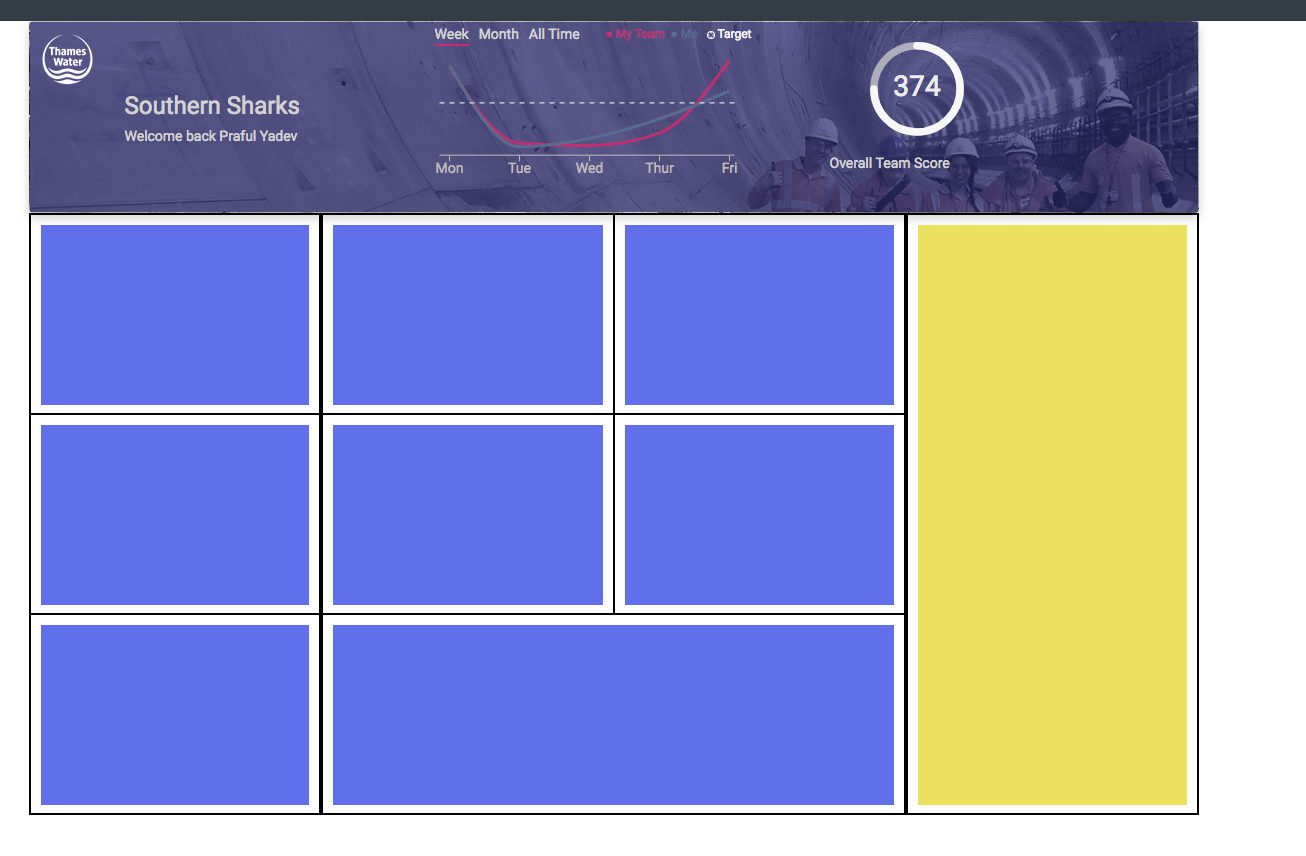 Thames
Water
Southern Sharks
Welcome back Praful Yadev
Week Month All Time
My Team Me Target
Mon Tue Wed Thur Fri
374
Overall Team Score